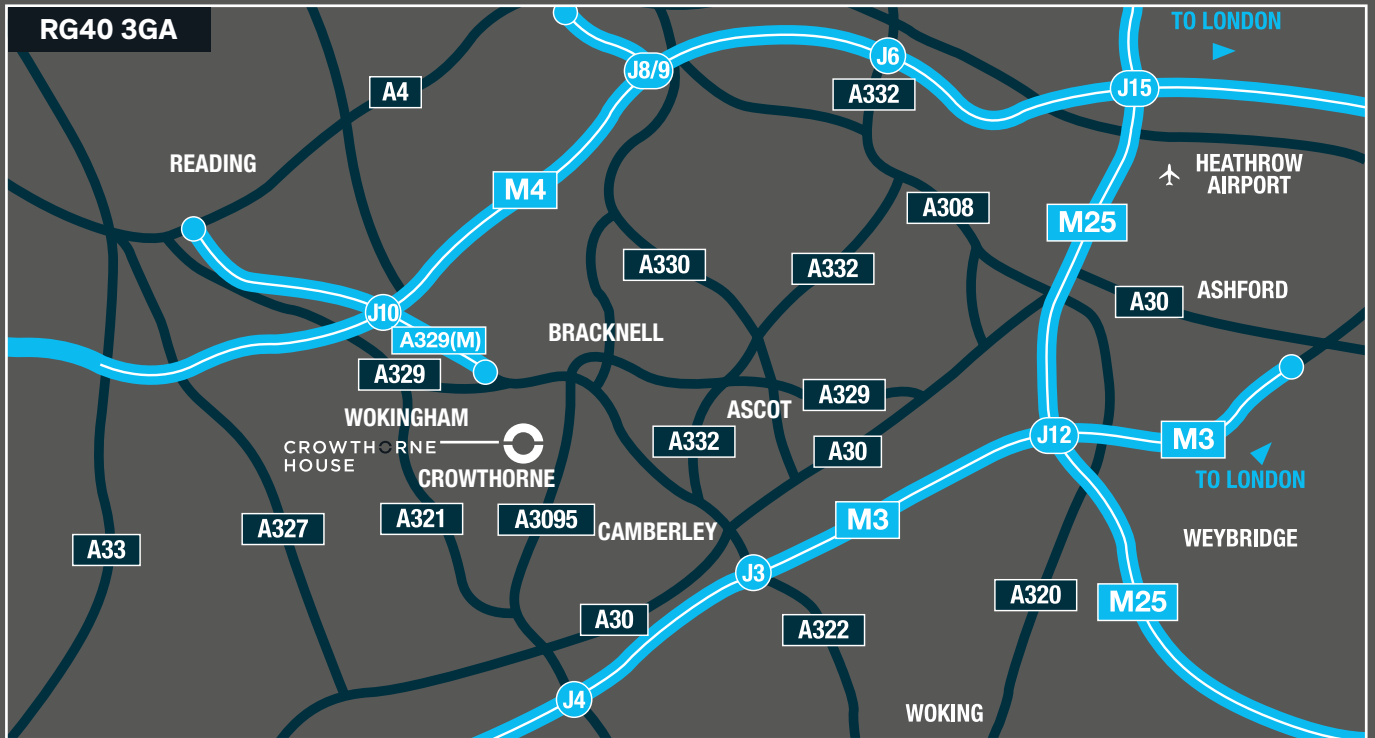 RG40 3GA
TO LONDON
J8/9
J6
J15
A4
A332
READING
HEATHROW
AIRPORT
M4
A308
M25
A330
A332
A30
ASHFORD
J10
A329(M)
BRACKNELL
A329
A329
ASCOT
WOKINGHAM
CROWTHORNE
HOUSE
CROWTHORNE
A332
A30
J12
M3
TO LONDON
A33
A327
A321
A3095
CAMBERLEY
M3
WEYBRIDGE
J3
A320
M25
A30
A322
J4
WOKING